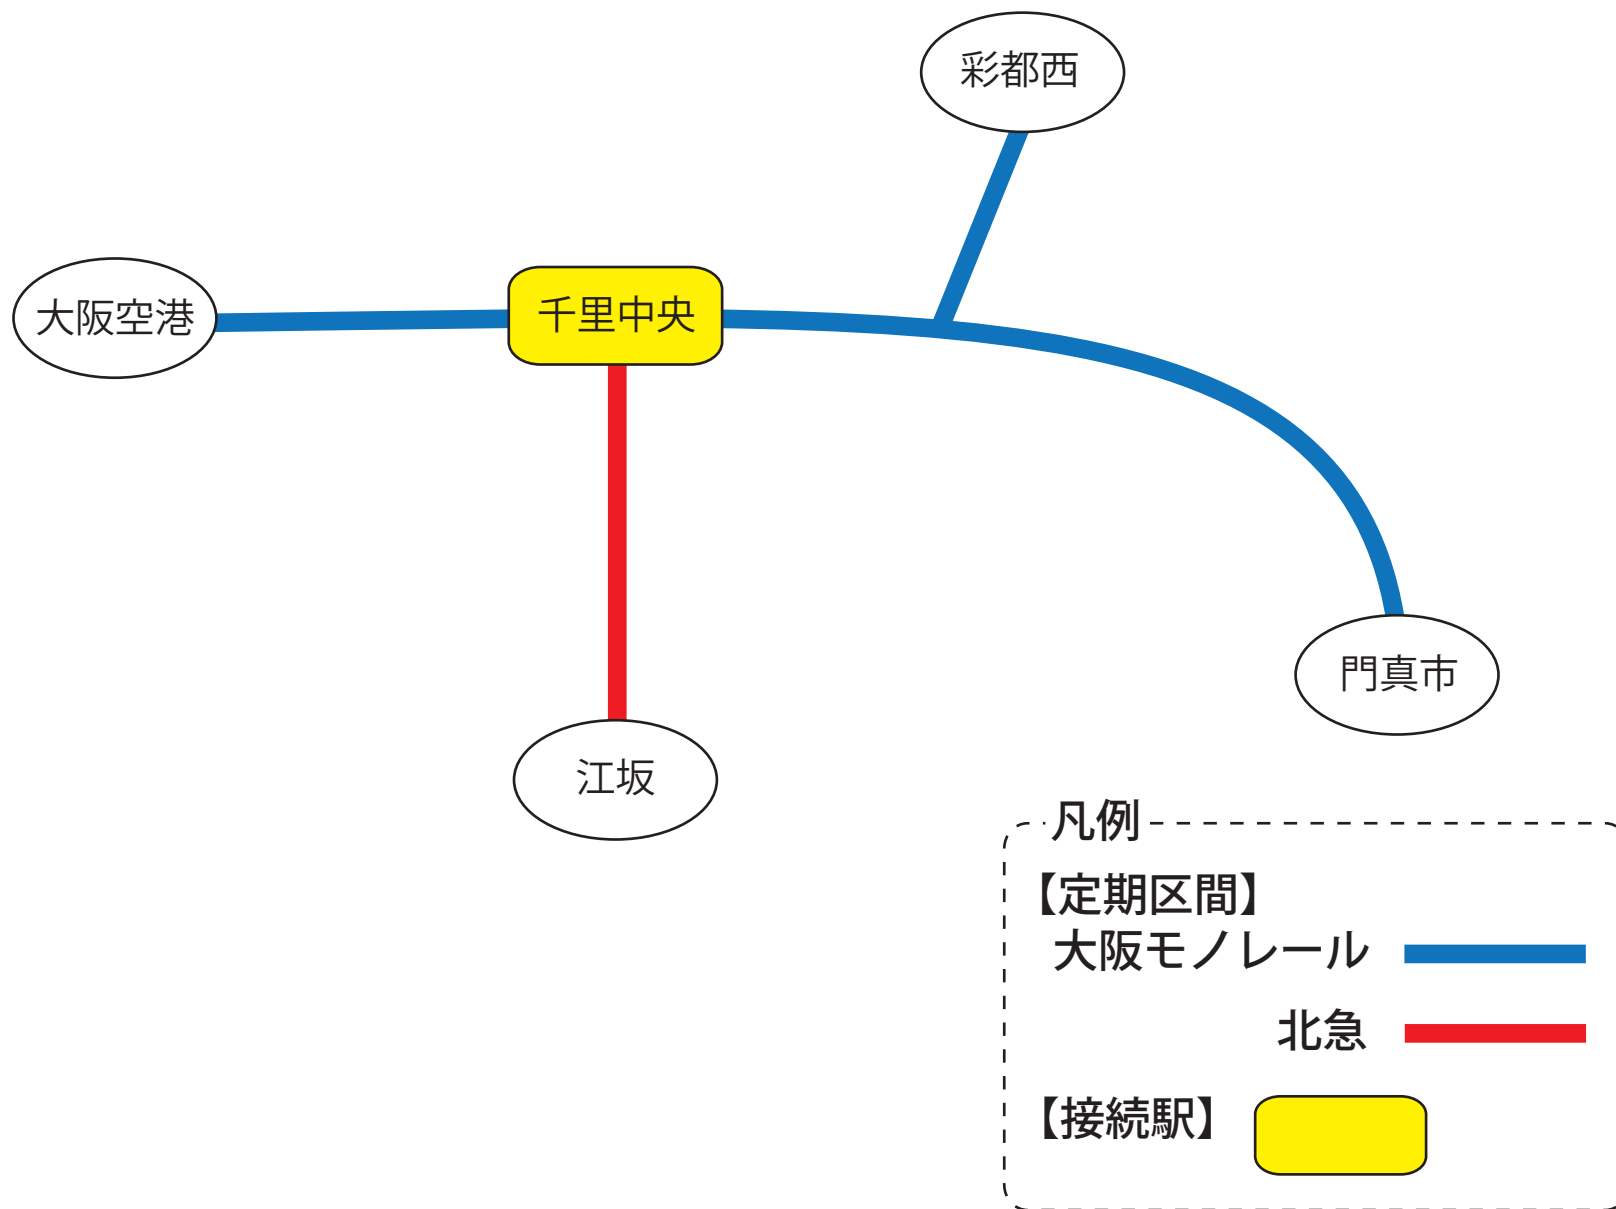 彩都西
大阪空港
千里中央
門真市
江坂
凡例
【定期区間】
大阪モノレール
北急
【接続駅】